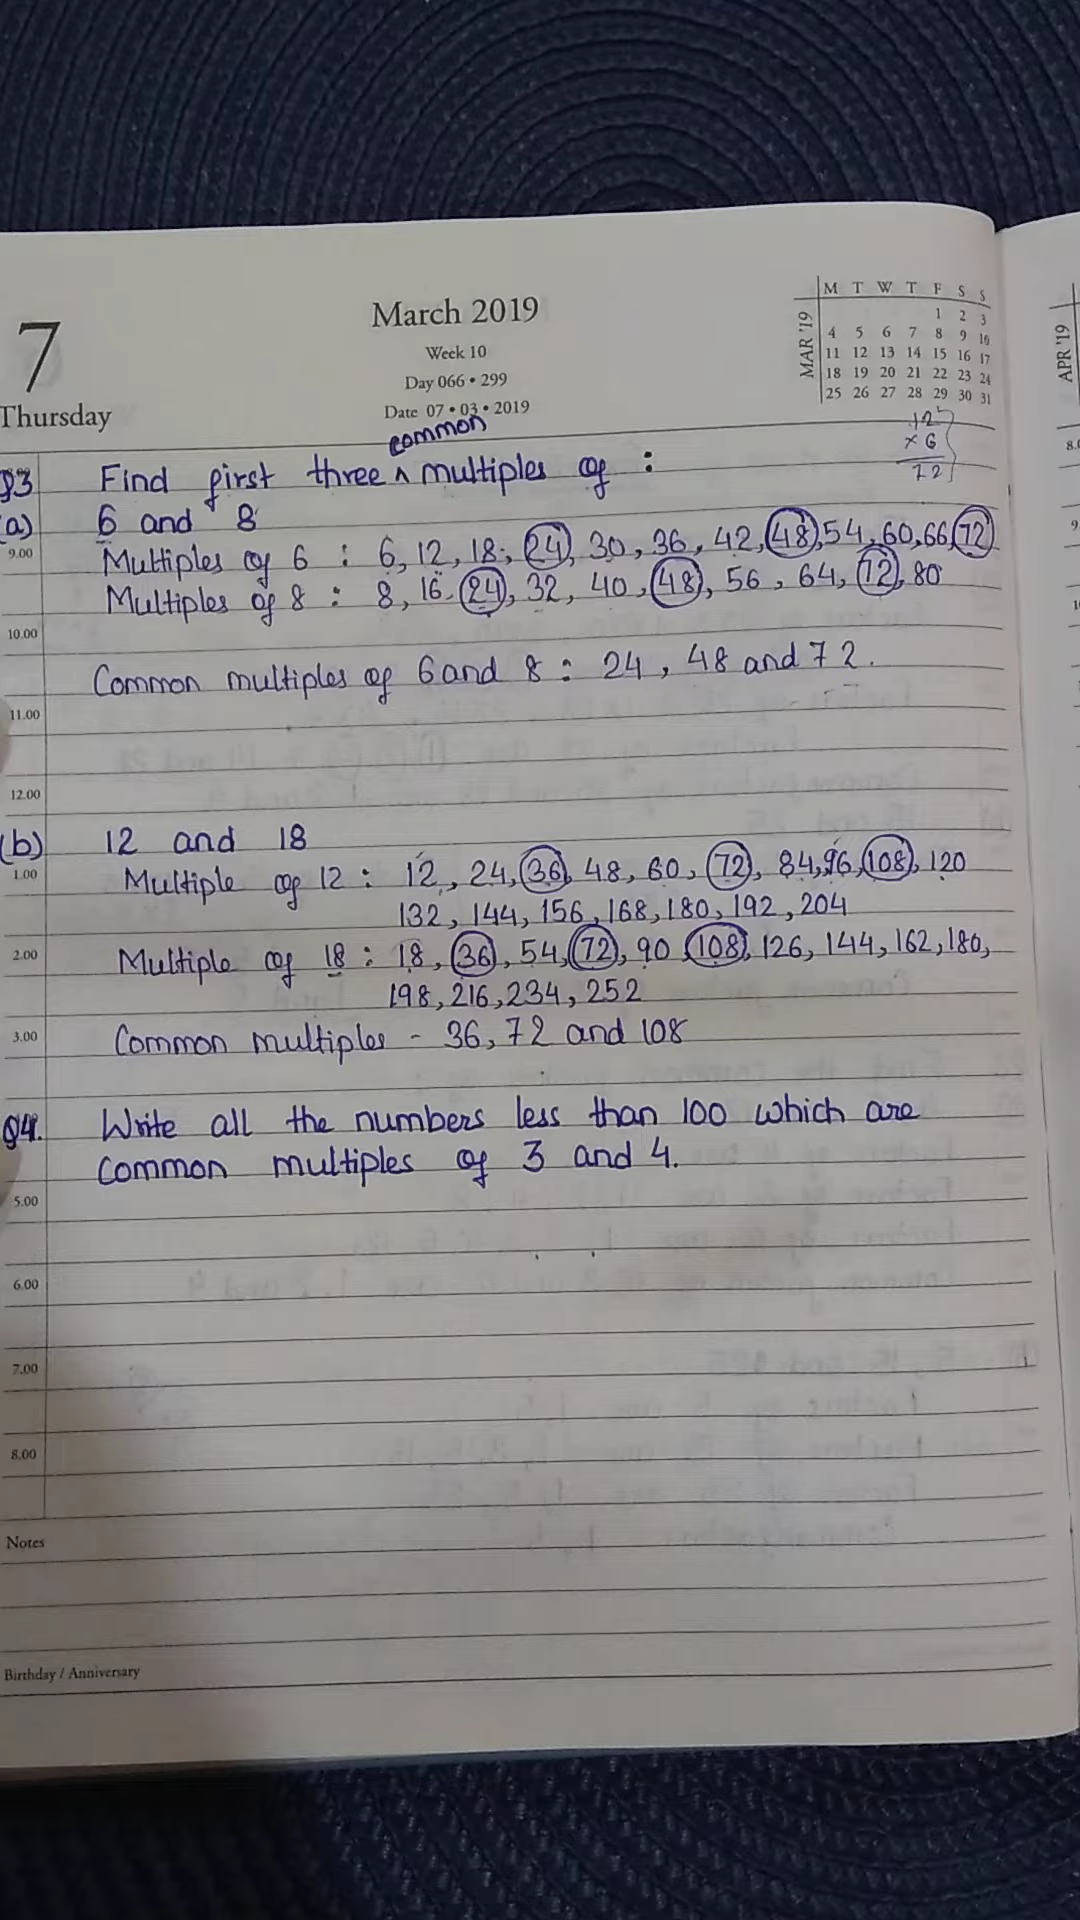 7
Thursday
March 2019
Week 10
Day 066 • 299
Date 07 • 03 • 2019
MAR '19
M T W T F S S
1 2 3
4 5 6 7 8 9 10
11 12 13 14 15 16 17
18 19 20 21 22 23 24
25 26 27 28 29 30 31
APR '19
12
× 6
72
common
Q3 Find first three ^ multiples of :
(a) 6 and 8
9.00 Multiples of 6 : 6, 12, 18, 24, 30, 36, 42, 48, 54, 60, 66, 72
Multiples of 8 : 8, 16, 24, 32, 40, 48, 56, 64, 72, 80
10.00
Common multiples of 6 and 8 : 24, 48 and 72.
11.00
12.00
(b) 12 and 18
1.00 Multiple of 12 : 12, 24, 36, 48, 60, 72, 84, 96, 108, 120
132, 144, 156, 168, 180, 192, 204
2.00 Multiple of 18 : 18, 36, 54, 72, 90, 108, 126, 144, 162, 180,
198, 216, 234, 252
3.00 Common multiples - 36, 72 and 108
Q4. Write all the numbers less than 100 which are
common multiples of 3 and 4.
5.00
6.00
7.00
8.00
Notes
Birthday / Anniversary